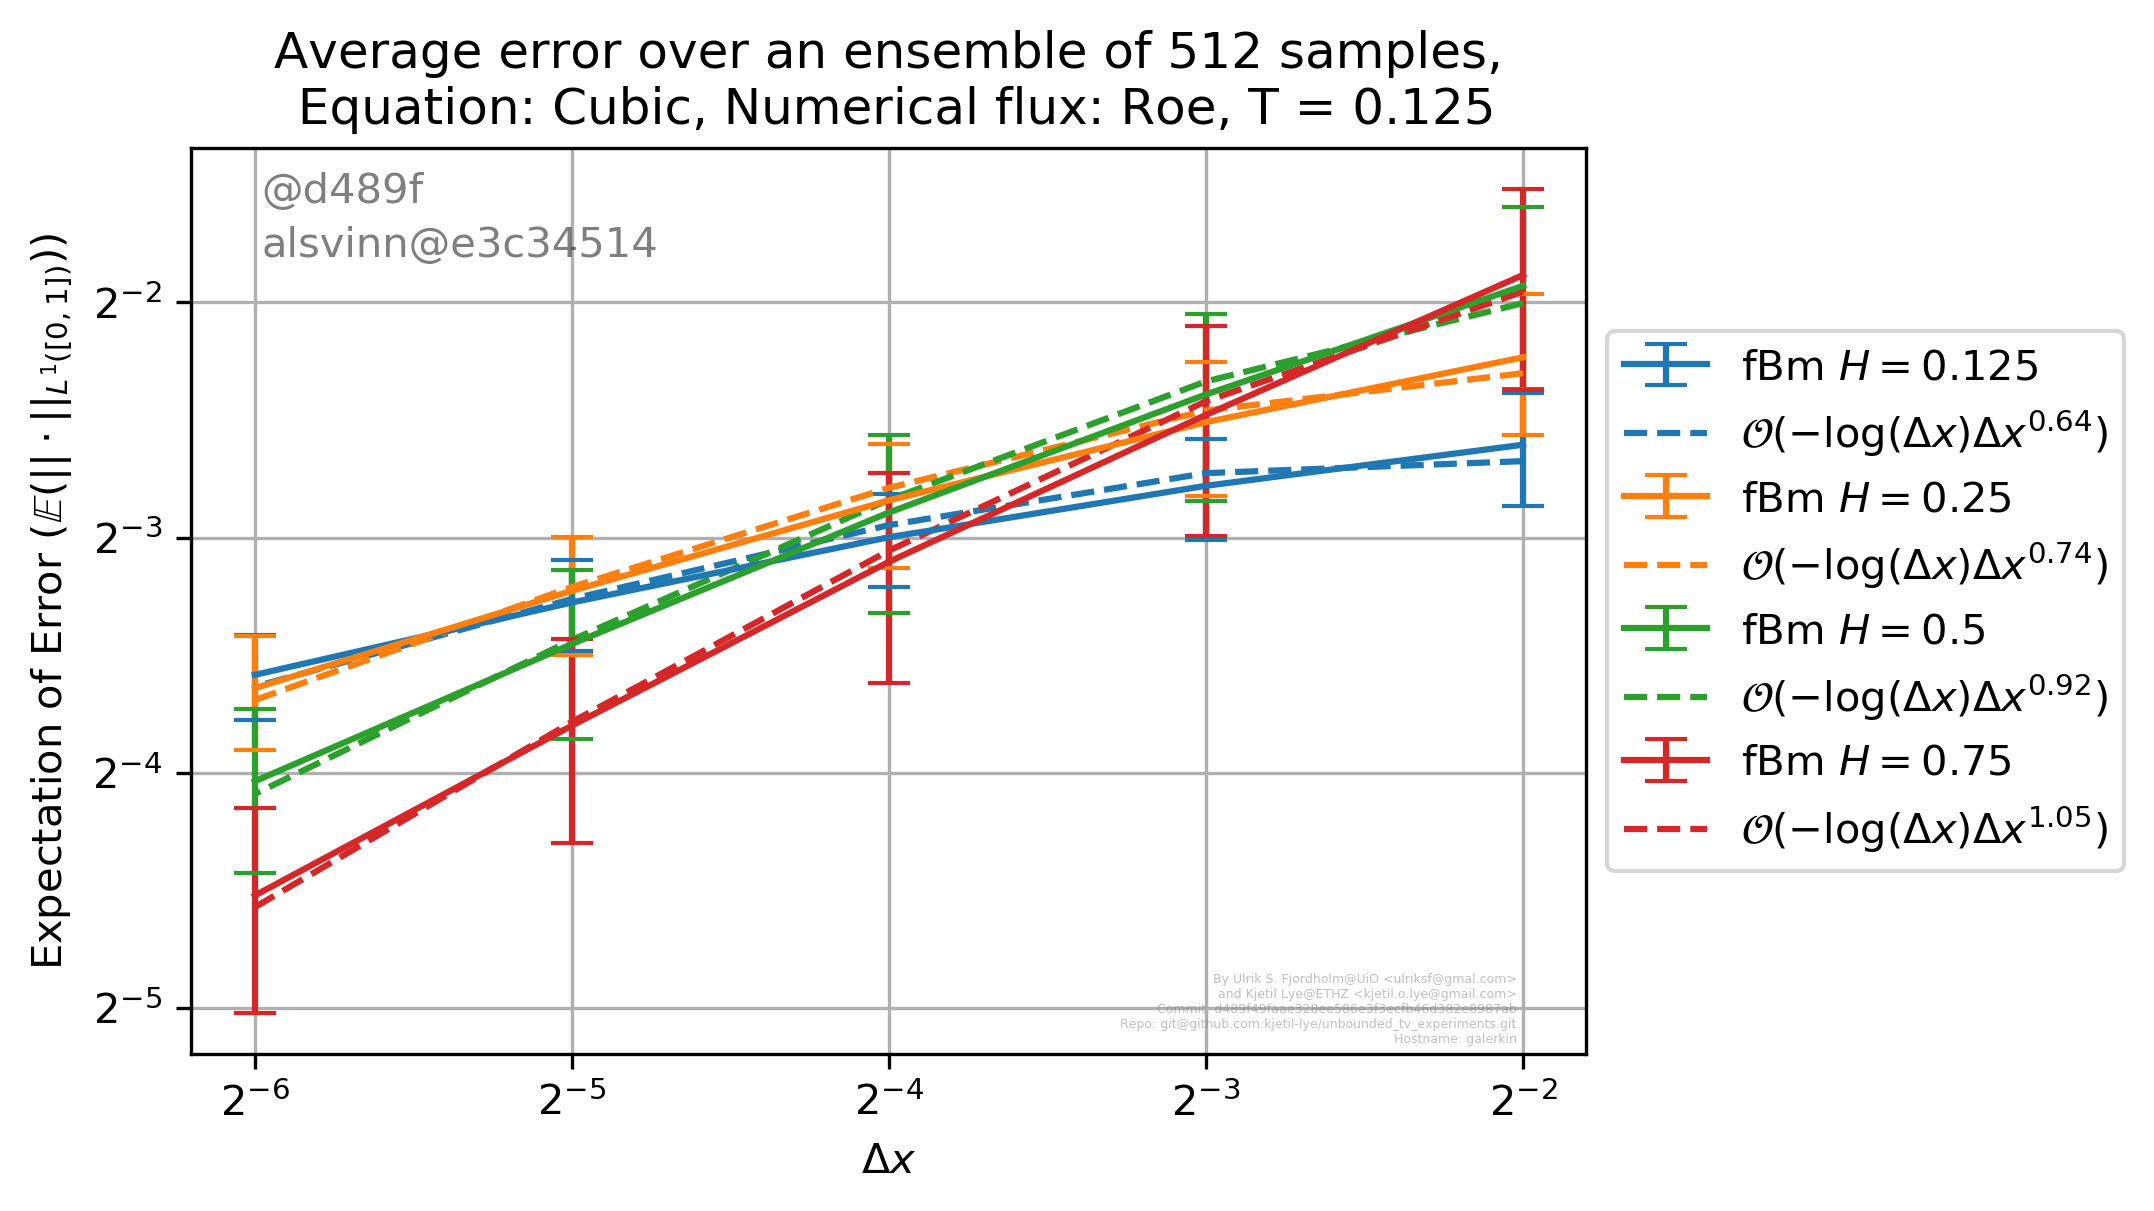 Average error over an ensemble of 512 samples,
Equation: Cubic, Numerical flux: Roe, T = 0.125
@d489f
alsvinn@e3c34514
Expectation of Error (𝔼(||·||_{L^1([0,1])}))
2^{-2}
2^{-3}
2^{-4}
2^{-5}
2^{-6}
2^{-5}
2^{-4}
2^{-3}
2^{-2}
Δx
fBm H = 0.125
𝒪(−log(Δx)Δx^{0.64})
fBm H = 0.25
𝒪(−log(Δx)Δx^{0.74})
fBm H = 0.5
𝒪(−log(Δx)Δx^{0.92})
fBm H = 0.75
𝒪(−log(Δx)Δx^{1.05})
By Ulrik S. Fjordholm@UiO <ulriksf@gmal.com>
and Kjetil Lye@ETHZ <kjetil.o.lye@gmail.com>
Commit:
Repo: git@github.com:kjetil-lye/unbounded_tv_experiments.git
Hostname: galerkin